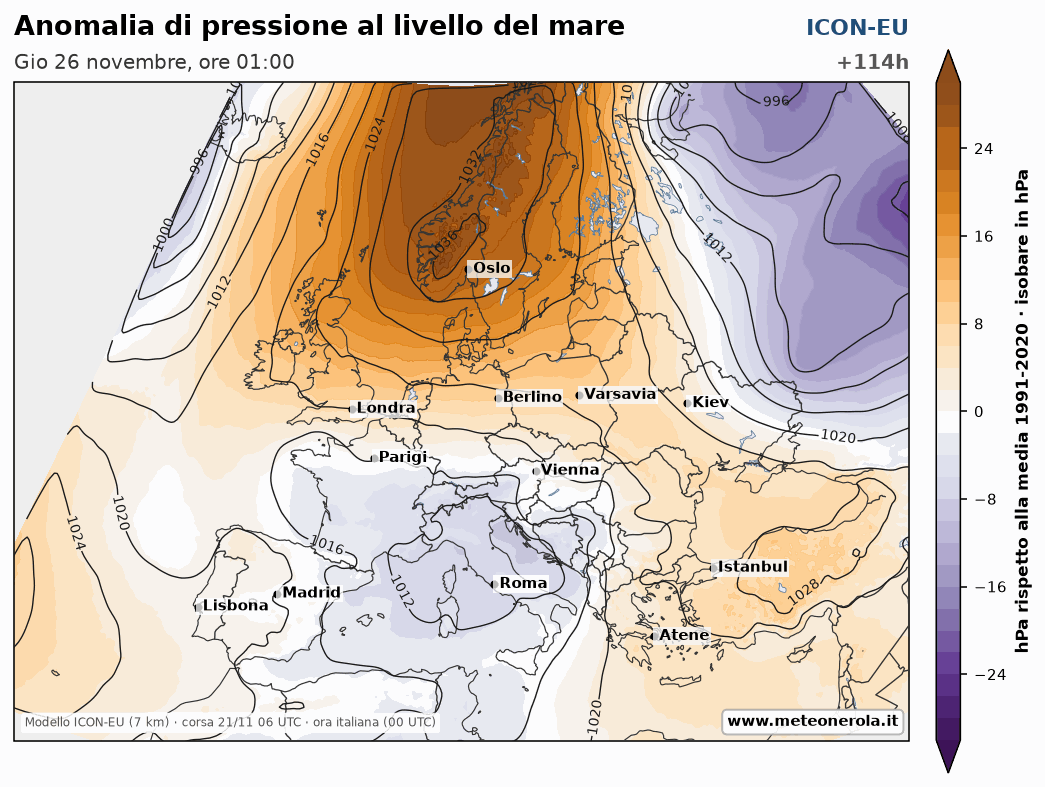 Anomalia di pressione al livello del mare
ICON-EU
Gio 26 novembre, ore 01:00
+114h
996
1000
1012
1016
1024
1032
1036
996
1012
1020
Oslo
Londra
Berlino
Varsavia
Kiev
Parigi
Vienna
1020
1024
1016
1012
Madrid
Lisbona
Roma
Istanbul
1028
Atene
1020
Modello ICON-EU (7 km) · corsa 21/11 06 UTC · ora italiana (00 UTC)
www.meteonerola.it
24
16
8
0
−8
−16
−24
hPa rispetto alla media 1991-2020 · isobare in hPa